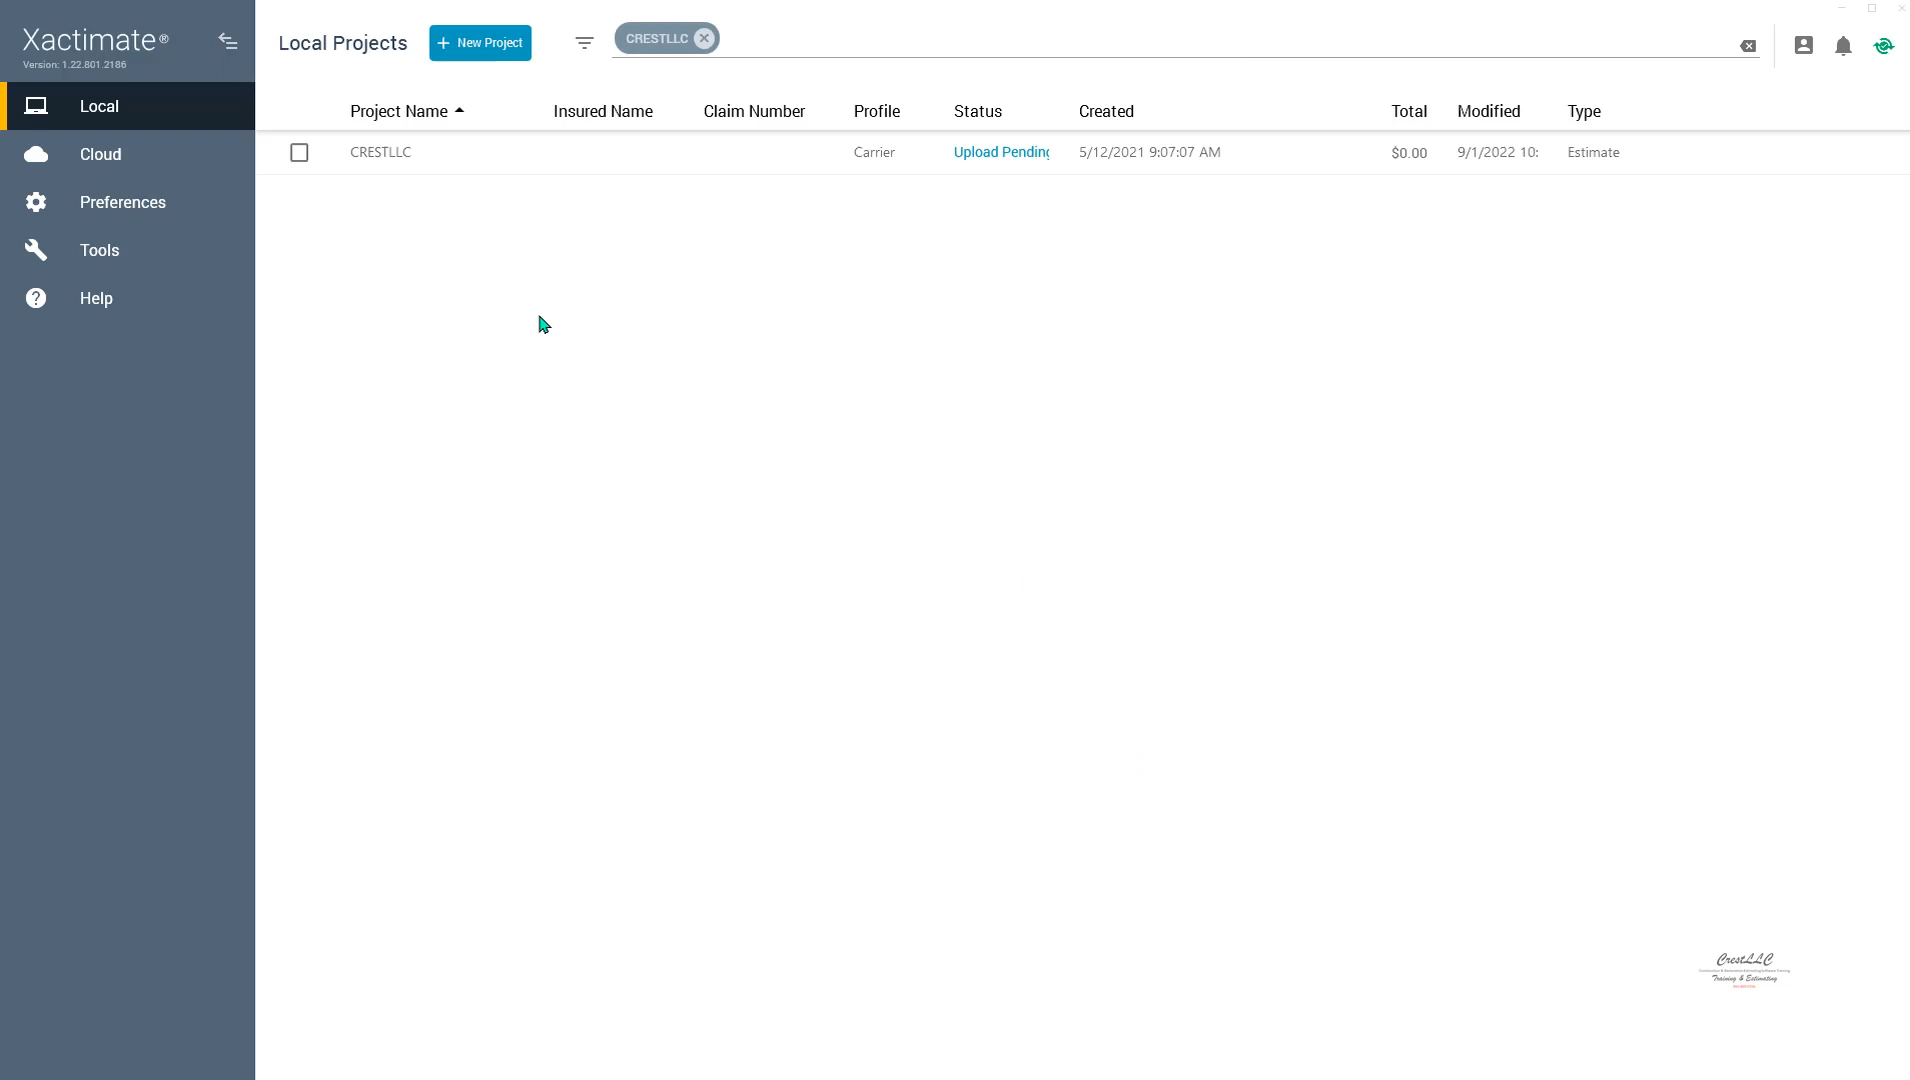 Xactimate®
Version: 1.22.801.2186
Local Projects
+ New Project
CRESTLLC
Local
Cloud
Preferences
Tools
Help
Project Name Insured Name Claim Number Profile Status Created Total Modified Type
CRESTLLC Carrier Upload Pending 5/12/2021 9:07:07 AM $0.00 9/1/2022 10: Estimate
CrestLLC
Training & Estimating